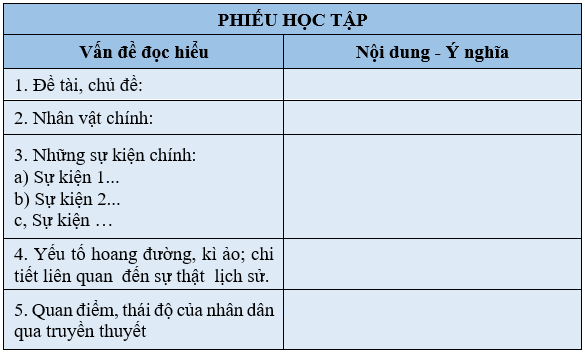 PHIẾU HỌC TẬP
Vấn đề đọc hiểu
Nội dung - Ý nghĩa
1. Đề tài, chủ đề:
2. Nhân vật chính:
3. Những sự kiện chính:
a) Sự kiện 1...
b) Sự kiện 2...
c, Sự kiện …
4. Yếu tố hoang đường, kì ảo; chi
tiết liên quan đến sự thật lịch sử.
5. Quan điểm, thái độ của nhân dân
qua truyền thuyết